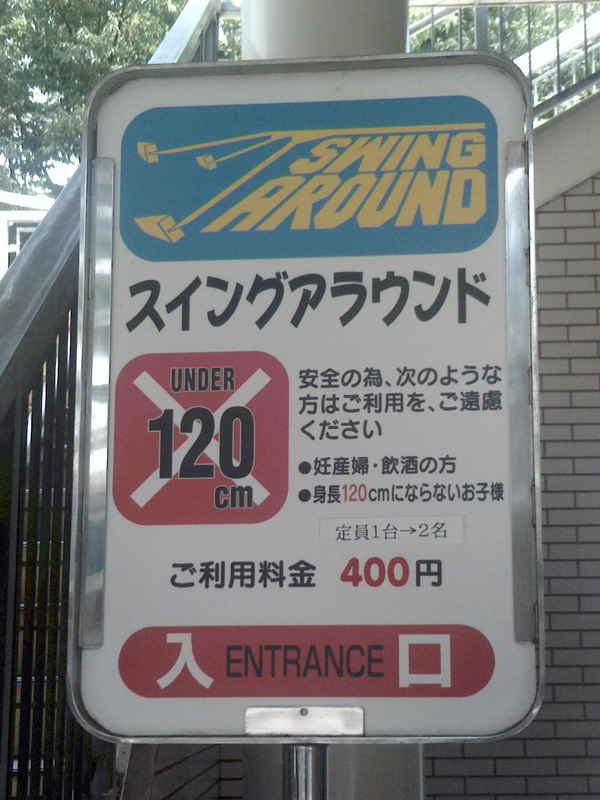 SWING
AROUND
スイングアラウンド
UNDER
120
cm
安全の為、次のような
方はご利用を、ご遠慮
ください
●妊産婦・飲酒の方
●身長120cmにならないお子様
定員1台→2名
ご利用料金 400円
入 ENTRANCE 口